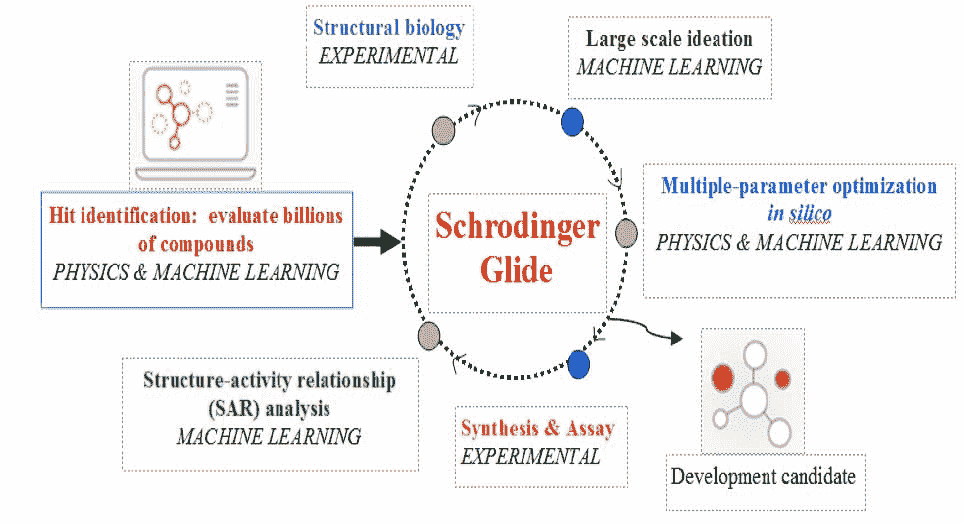 Structural biology
EXPERIMENTAL
Large scale ideation
MACHINE LEARNING
Hit identification: evaluate billions
of compounds
PHYSICS & MACHINE LEARNING
Schrodinger
Glide
Multiple-parameter optimization
in silico
PHYSICS & MACHINE LEARNING
Structure-activity relationship
(SAR) analysis
MACHINE LEARNING
Synthesis & Assay
EXPERIMENTAL
Development candidate